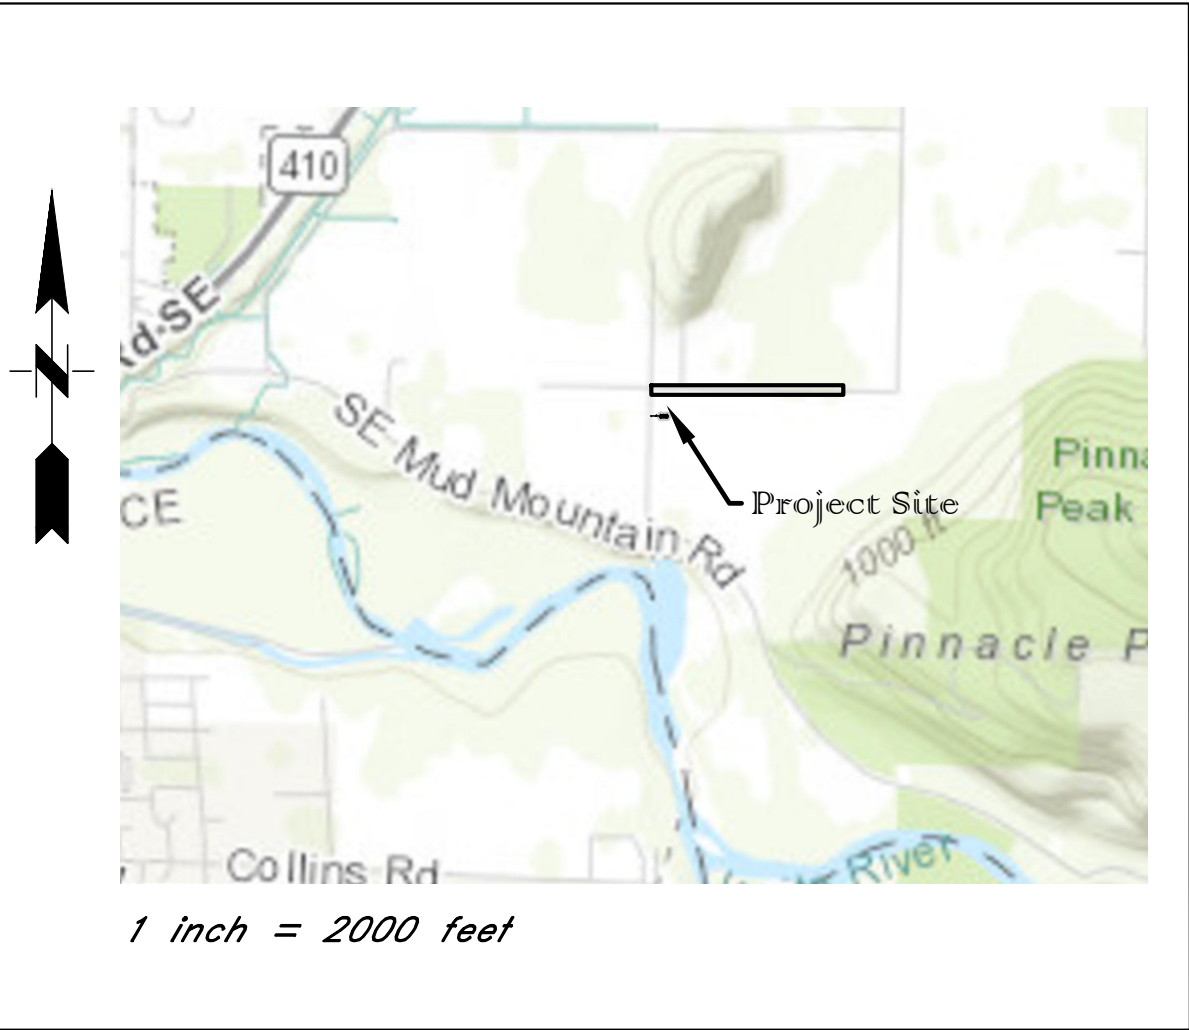 410
Rd SE
N
SE Mud Mountain Rd
Project Site
Pinna
Peak
CE
1000 ft
Pinnacle P
River
Collins Rd
1 inch = 2000 feet